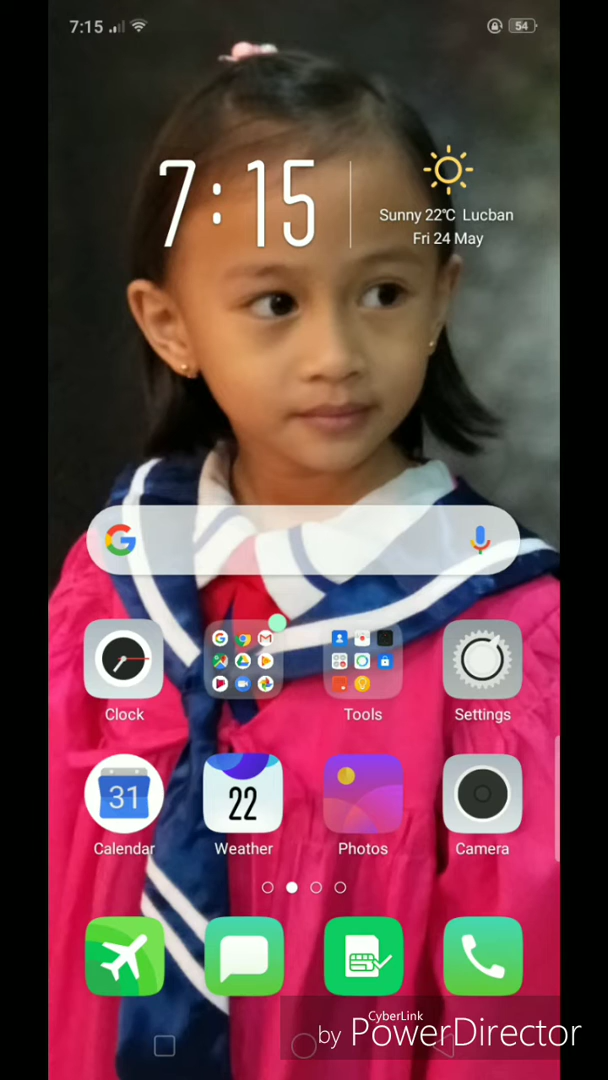 7:15
54
7:15
Sunny 22°C Lucban
Fri 24 May
Clock
Tools
Settings
31
22
Calendar
Weather
Photos
Camera
CyberLink
by PowerDirector